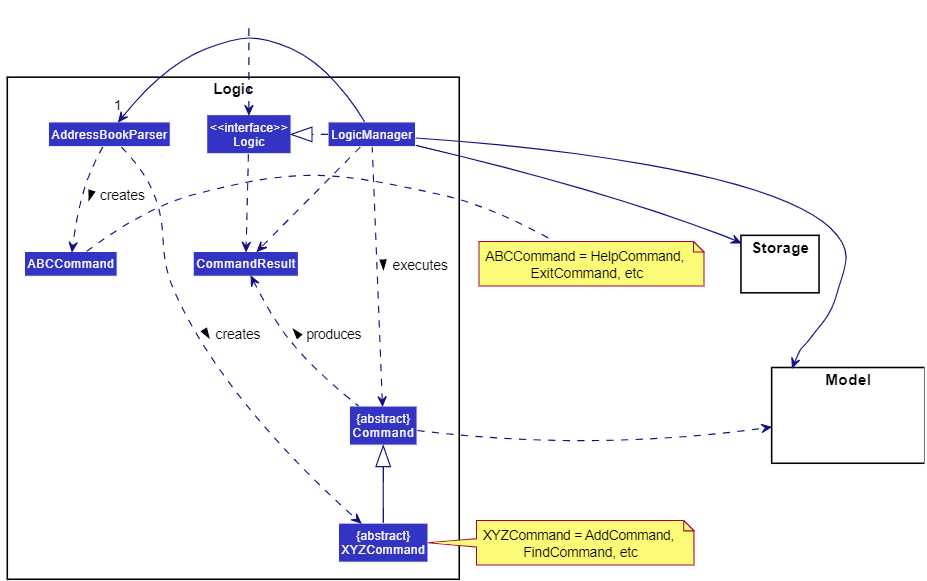 Logic
1
AddressBookParser
<<interface>>
Logic
LogicManager
creates
ABCCommand
CommandResult
executes
ABCCommand = HelpCommand,
ExitCommand, etc
Storage
creates
produces
Model
{abstract}
Command
{abstract}
XYZCommand
XYZCommand = AddCommand,
FindCommand, etc